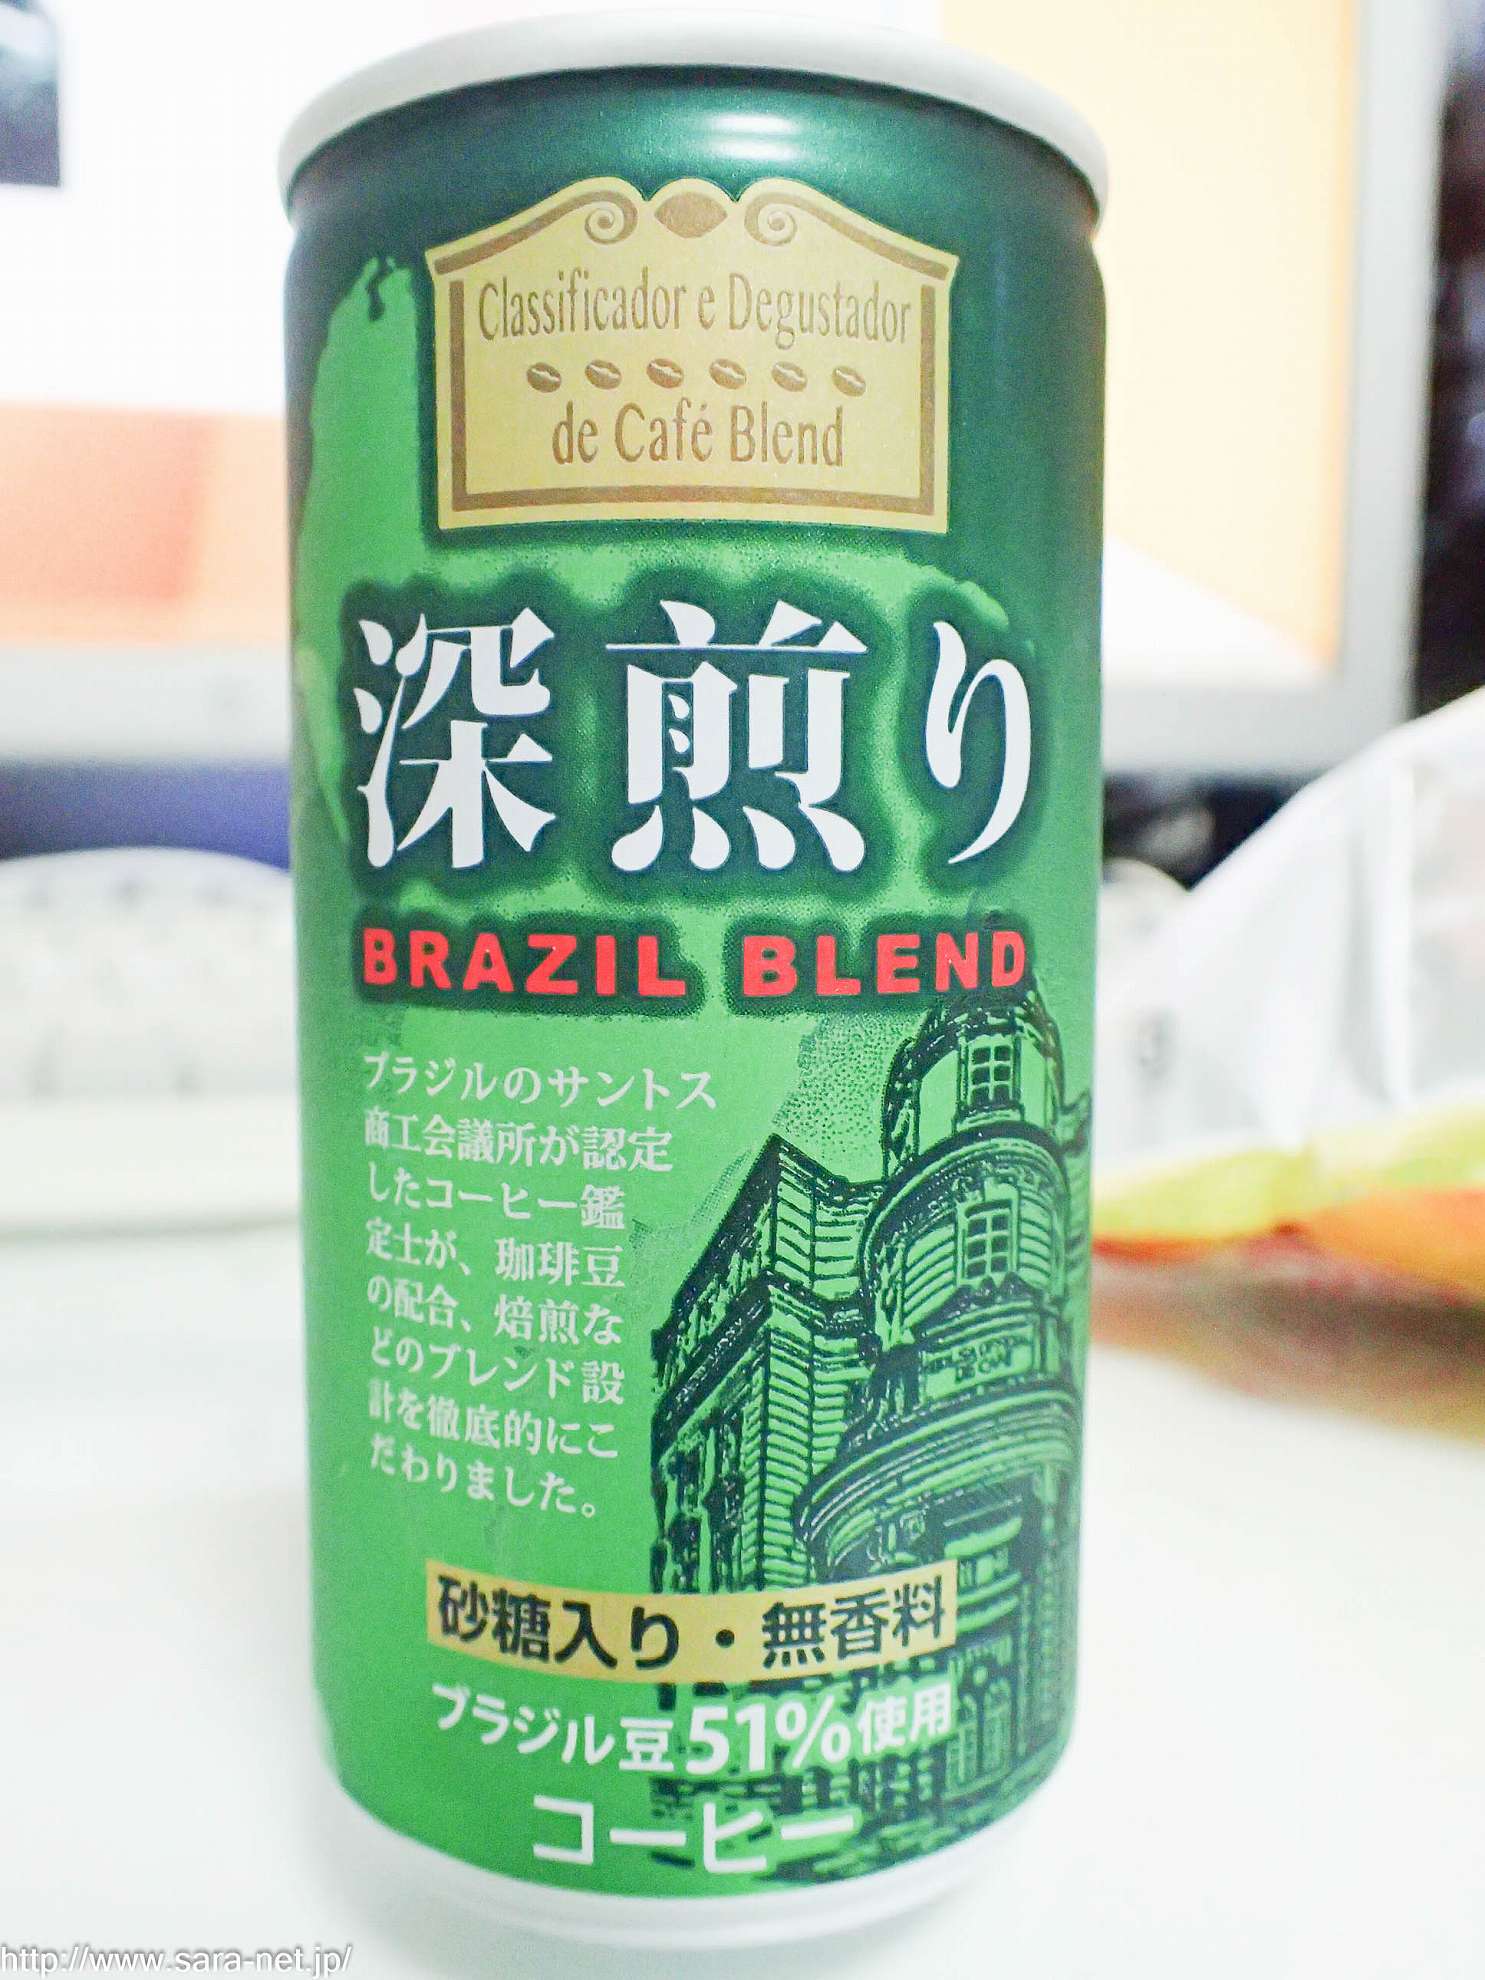 Classificador e Degustador
de Café Blend
深煎り
BRAZIL BLEND
ブラジルのサントス
商工会議所が認定
したコーヒー鑑
定士が、珈琲豆
の配合、焙煎な
どのブレンド設
計を徹底的にこ
だわりました。
砂糖入り・無香料
ブラジル豆51%使用
コーヒー
http://www.sara-net.jp/